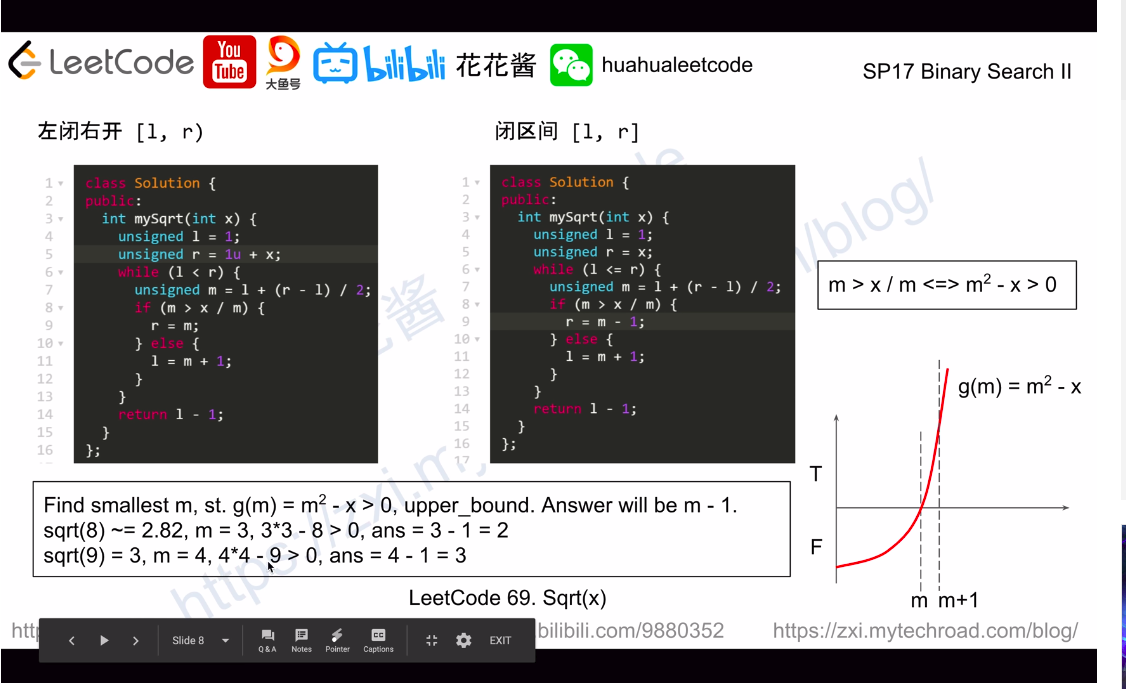 LeetCode You Tube 大鱼号 bilibili 花花酱 huahualeetcode
SP17 Binary Search II
左闭右开 [l, r)
1 class Solution {
2 public:
3 int mySqrt(int x) {
4 unsigned l = 1;
5 unsigned r = 1u + x;
6 while (l < r) {
7 unsigned m = l + (r - l) / 2;
8 if (m > x / m) {
9 r = m;
10 } else {
11 l = m + 1;
12 }
13 }
14 return l - 1;
15 }
16 };
闭区间 [l, r]
1 class Solution {
2 public:
3 int mySqrt(int x) {
4 unsigned l = 1;
5 unsigned r = x;
6 while (l <= r) {
7 unsigned m = l + (r - l) / 2;
8 if (m > x / m) {
9 r = m - 1;
10 } else {
11 l = m + 1;
12 }
13 }
14 return l - 1;
15 }
16 };
17
m > x / m <=> m² - x > 0
g(m) = m² - x
T
F
m m+1
Find smallest m, st. g(m) = m² - x > 0, upper_bound. Answer will be m - 1.
sqrt(8) ~= 2.82, m = 3, 3*3 - 8 > 0, ans = 3 - 1 = 2
sqrt(9) = 3, m = 4, 4*4 - 9 > 0, ans = 4 - 1 = 3
LeetCode 69. Sqrt(x)
bilibili.com/9880352
https://zxi.mytechroad.com/blog/
Slide 8
Q & A
Notes
Pointer
CC
Captions
EXIT